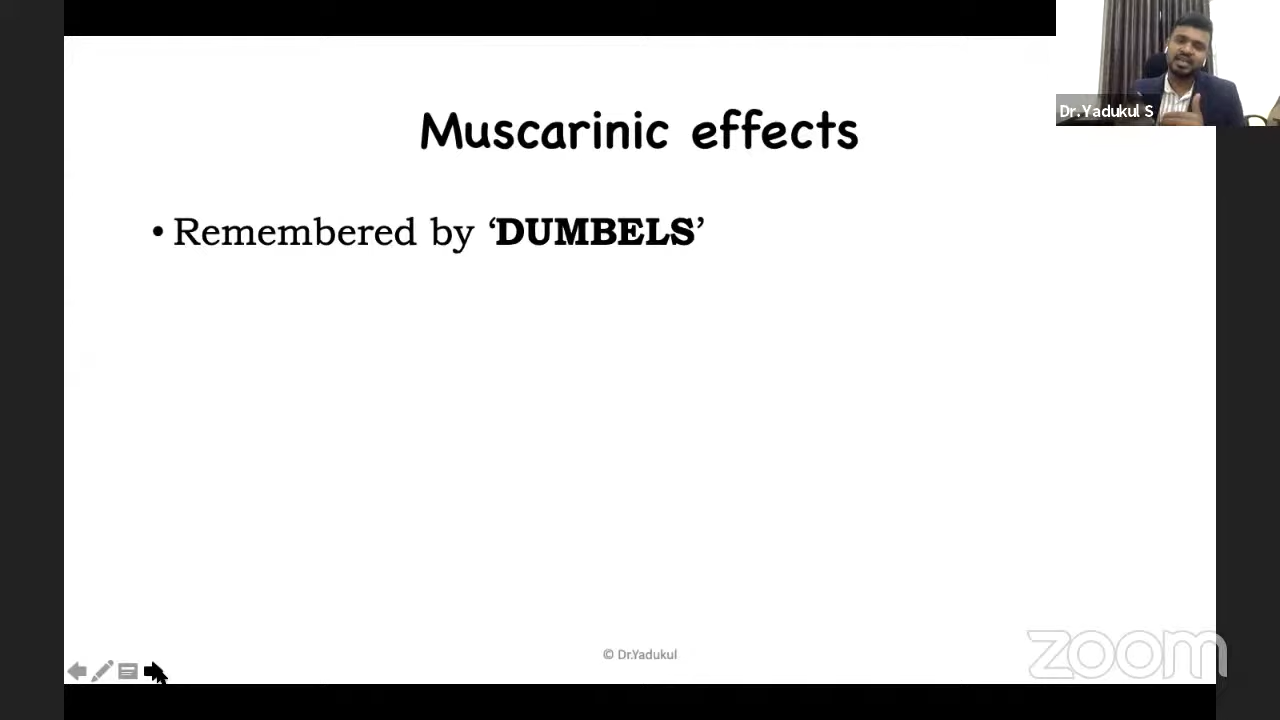 Dr.Yadukul S
Muscarinic effects
• Remembered by ‘DUMBELS’
© Dr.Yadukul
zoom